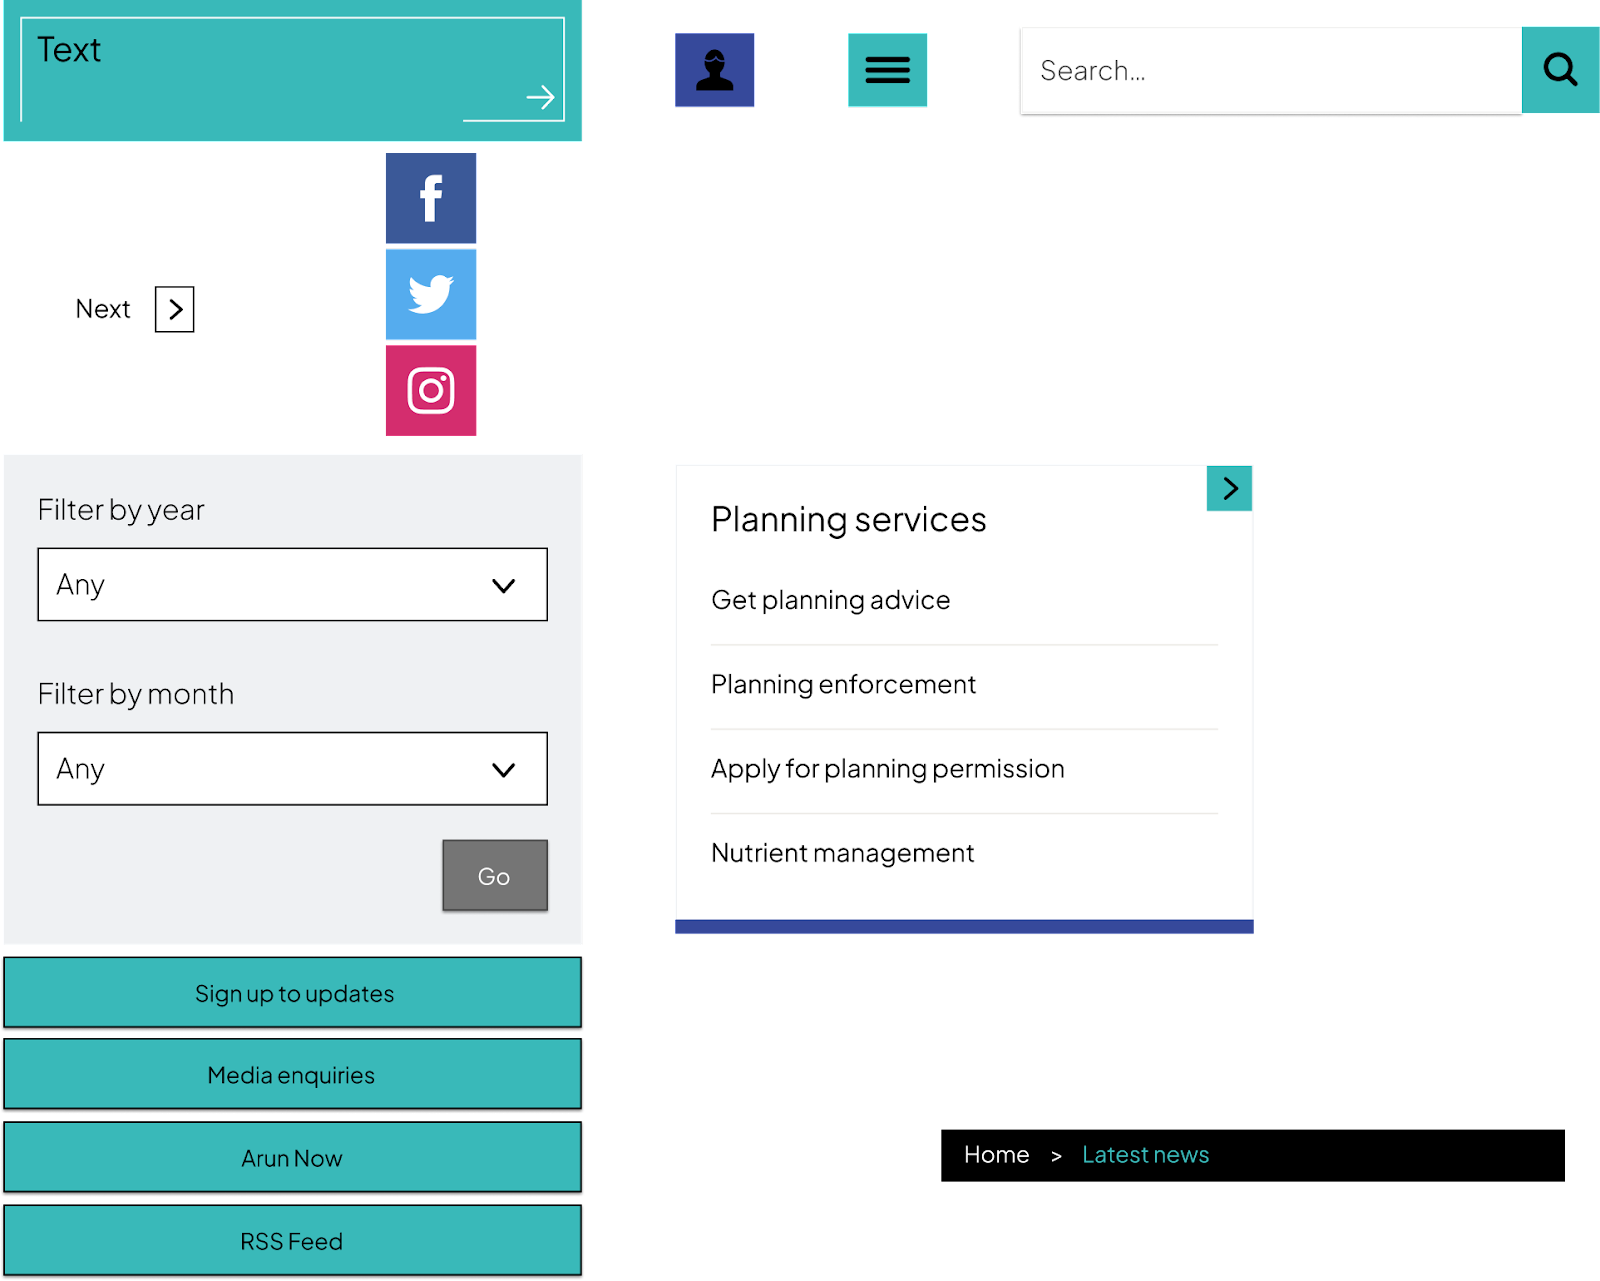 Text
Search...
Next
Filter by year
Any
Filter by month
Any
Go
Planning services
Get planning advice
Planning enforcement
Apply for planning permission
Nutrient management
Sign up to updates
Media enquiries
Arun Now
RSS Feed
Home > Latest news